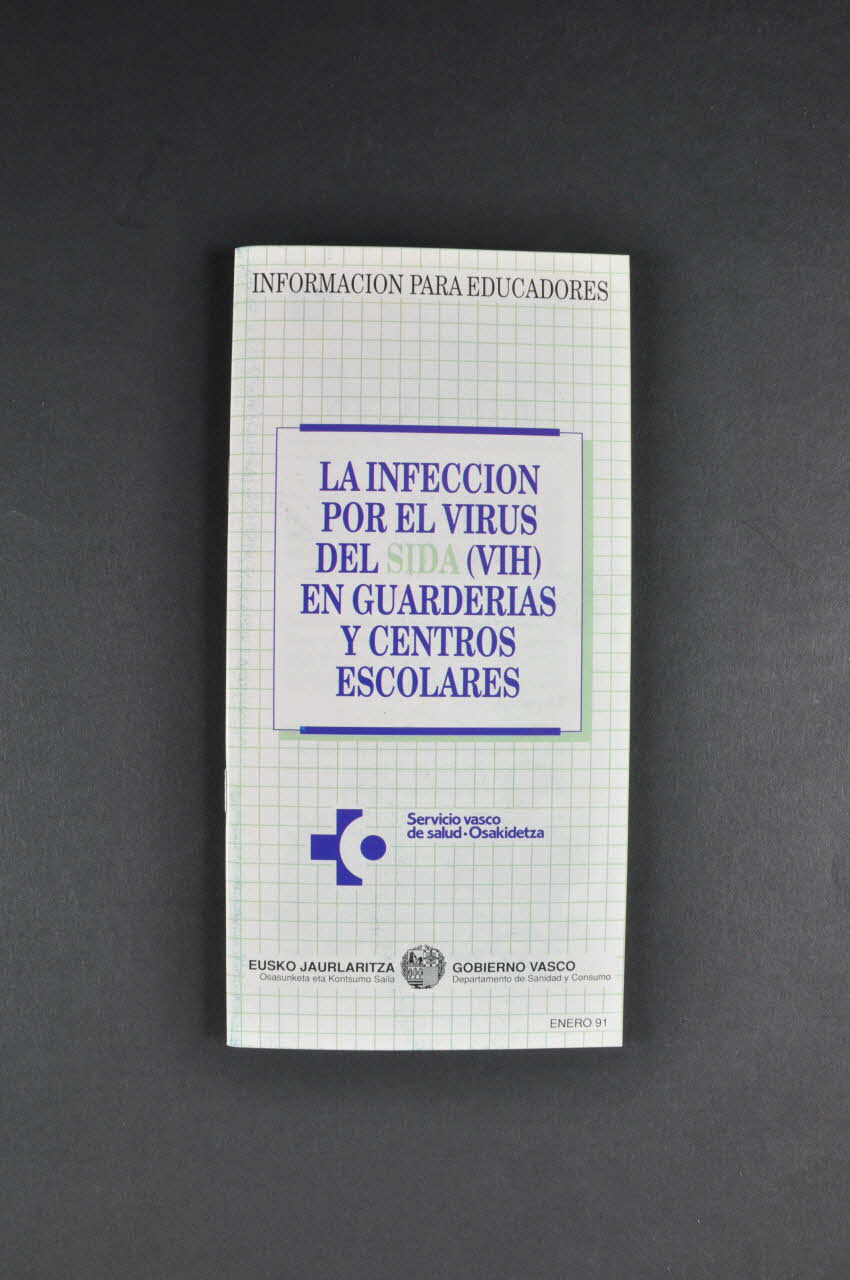 INFORMACION PARA EDUCADORES
LA INFECCION
POR EL VIRUS
DEL SIDA (VIH)
EN GUARDERIAS
Y CENTROS
ESCOLARES
Servicio vasco
de salud·Osakidetza
EUSKO JAURLARITZA
Osasunketa eta Kontsumo Saila
GOBIERNO VASCO
Departamento de Sanidad y Consumo
ENERO 91